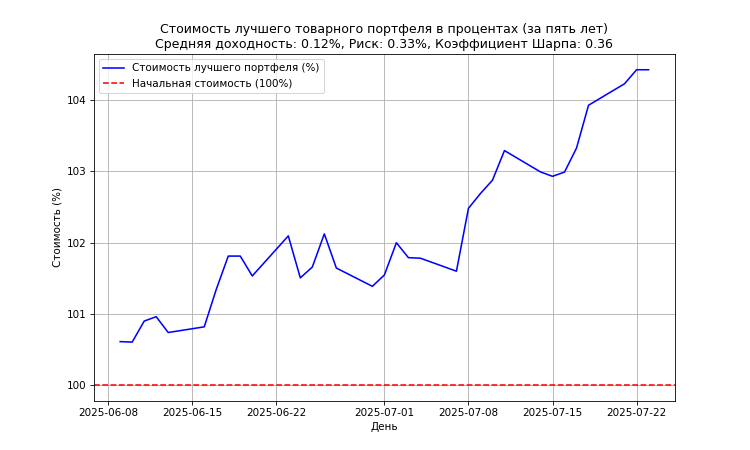 Стоимость лучшего товарного портфеля в процентах (за пять лет)
Средняя доходность: 0.12%, Риск: 0.33%, Коэффициент Шарпа: 0.36
Стоимость лучшего портфеля (%)
Начальная стоимость (100%)
Стоимость (%)
104
103
102
101
100
2025-06-08
2025-06-15
2025-06-22
2025-07-01
2025-07-08
2025-07-15
2025-07-22
День